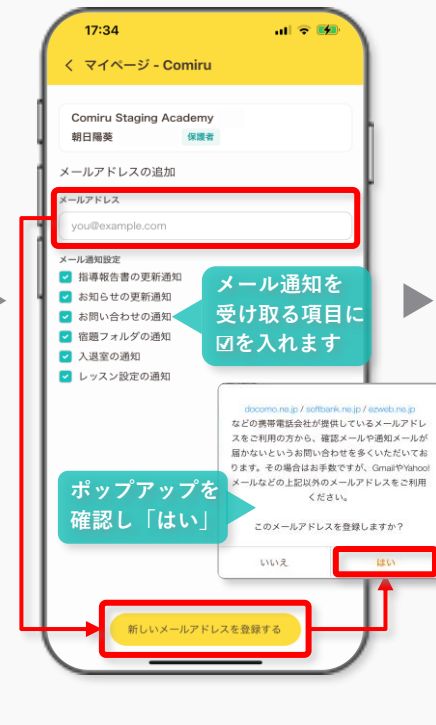 17:34
マイページ - Comiru
Comiru Staging Academy
朝日陽葵
保護者
メールアドレスの追加
メールアドレス
you@example.com
メール通知設定
指導報告書の更新通知
お知らせの更新通知
お問い合わせの通知
宿題フォルダの通知
入退室の通知
レッスン設定の通知
メール通知を
受け取る項目に
☑を入れます
docomo.ne.jp / softbank.ne.jp / ezweb.ne.jp
などの携帯電話会社が提供しているメールアドレ
スをご利用の方から、確認メールや通知メールが
届かないというお問い合わせを多くいただいてお
ります。その場合はお手数ですが、GmailやYahoo!
メールなどの上記以外のメールアドレスをご利用
ください。
このメールアドレスを登録しますか？
いいえ
はい
ポップアップを
確認し「はい」
新しいメールアドレスを登録する